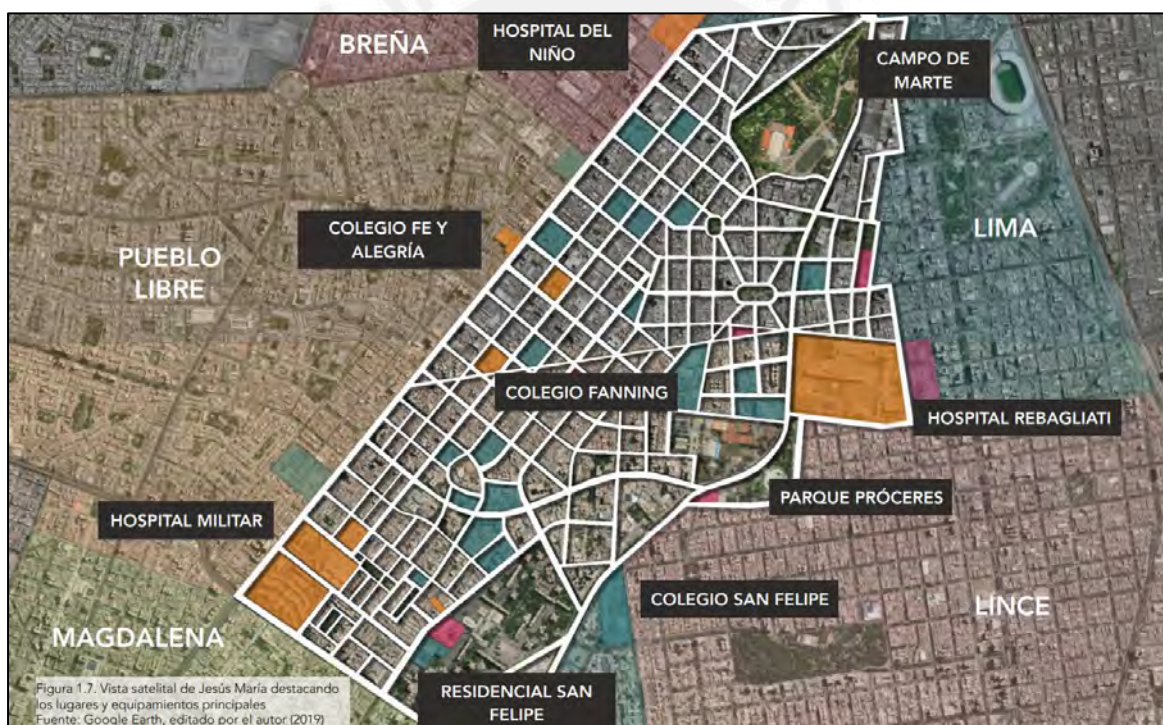 BREÑA
HOSPITAL DEL
NIÑO
CAMPO DE
MARTE
COLEGIO FE Y
ALEGRÍA
LIMA
PUEBLO
LIBRE
COLEGIO FANNING
HOSPITAL REBAGLIATI
PARQUE PRÓCERES
HOSPITAL MILITAR
COLEGIO SAN FELIPE
LINCE
MAGDALENA
RESIDENCIAL SAN
FELIPE
Figura 1.7. Vista satelital de Jesús María destacando
los lugares y equipamientos principales
Fuente: Google Earth, editado por el autor (2019)